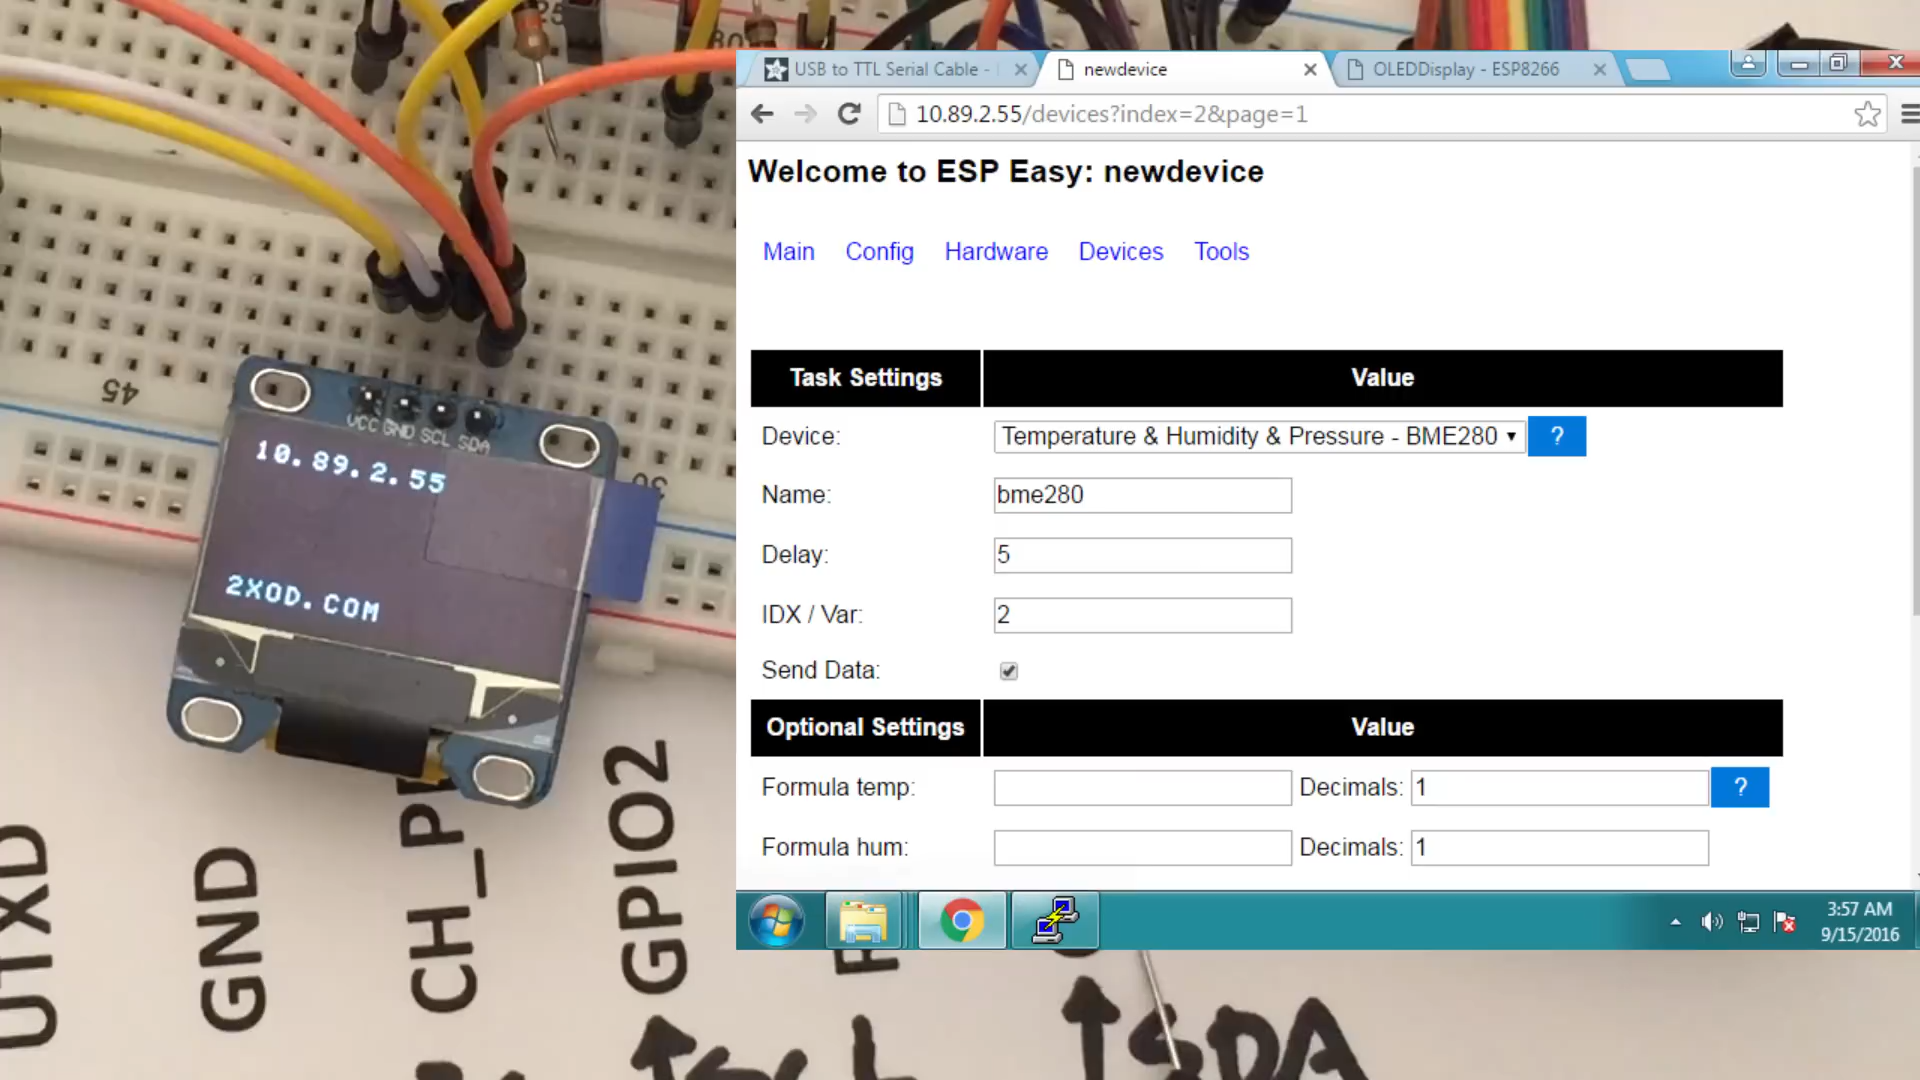 45
30
VCC GND SCL SDA
10.89.2.55
2XOD.COM
UTXD
GND
GPIO2
SDA
USB to TTL Serial Cable -
newdevice
OLEDDisplay - ESP8266
10.89.2.55/devices?index=2&page=1
Welcome to ESP Easy: newdevice
Main Config Hardware Devices Tools
Task Settings Value
Device: Temperature & Humidity & Pressure - BME280 ?
Name: bme280
Delay: 5
IDX / Var: 2
Send Data:
Optional Settings Value
Formula temp: Decimals: 1 ?
Formula hum: Decimals: 1
3:57 AM
9/15/2016